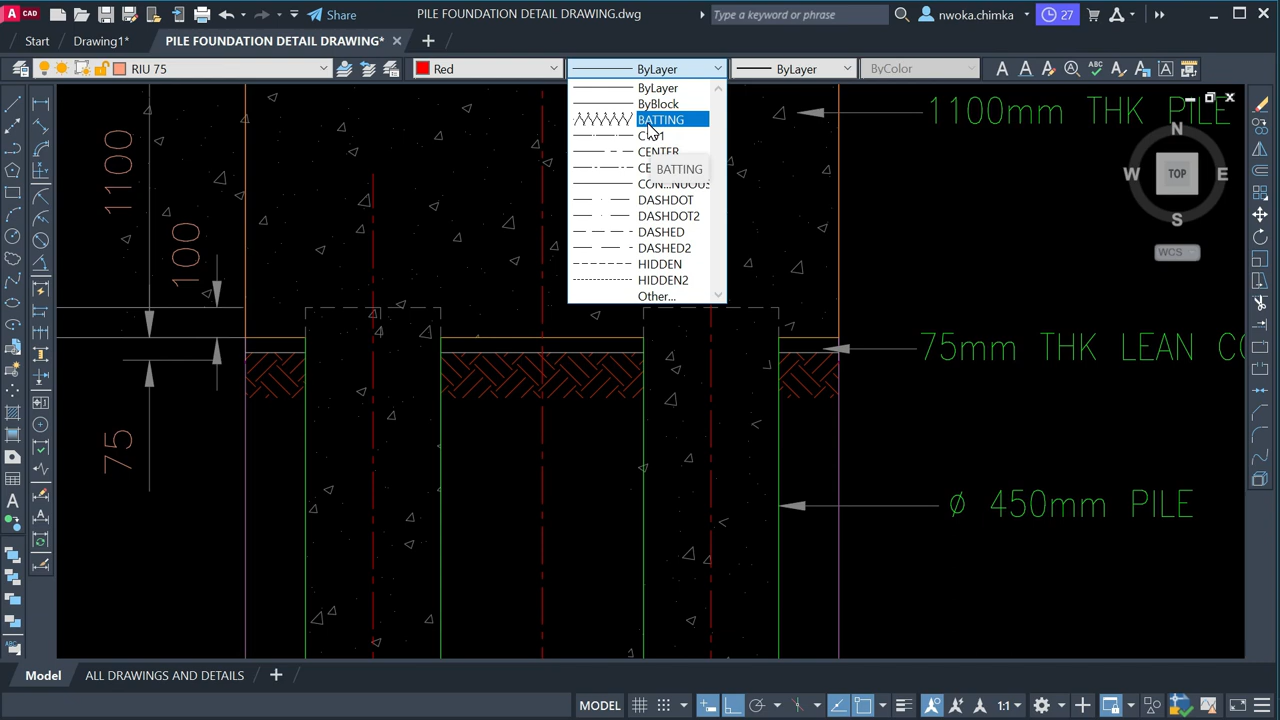 CAD
Share
PILE FOUNDATION DETAIL DRAWING.dwg
Type a keyword or phrase
nwoka.chimka
27
Start
Drawing1*
PILE FOUNDATION DETAIL DRAWING*
RIU 75
Red
ByLayer
ByLayer
ByColor
ByLayer
ByBlock
BATTING
CENTER
BATTING
CON...NUOUS
DASHDOT
DASHDOT2
DASHED
DASHED2
HIDDEN
HIDDEN2
Other...
1100mm THK PILE
N
W
TOP
E
S
WCS
1100
100
75
75mm THK LEAN CO
ϕ 450mm PILE
Model
ALL DRAWINGS AND DETAILS
MODEL
1:1